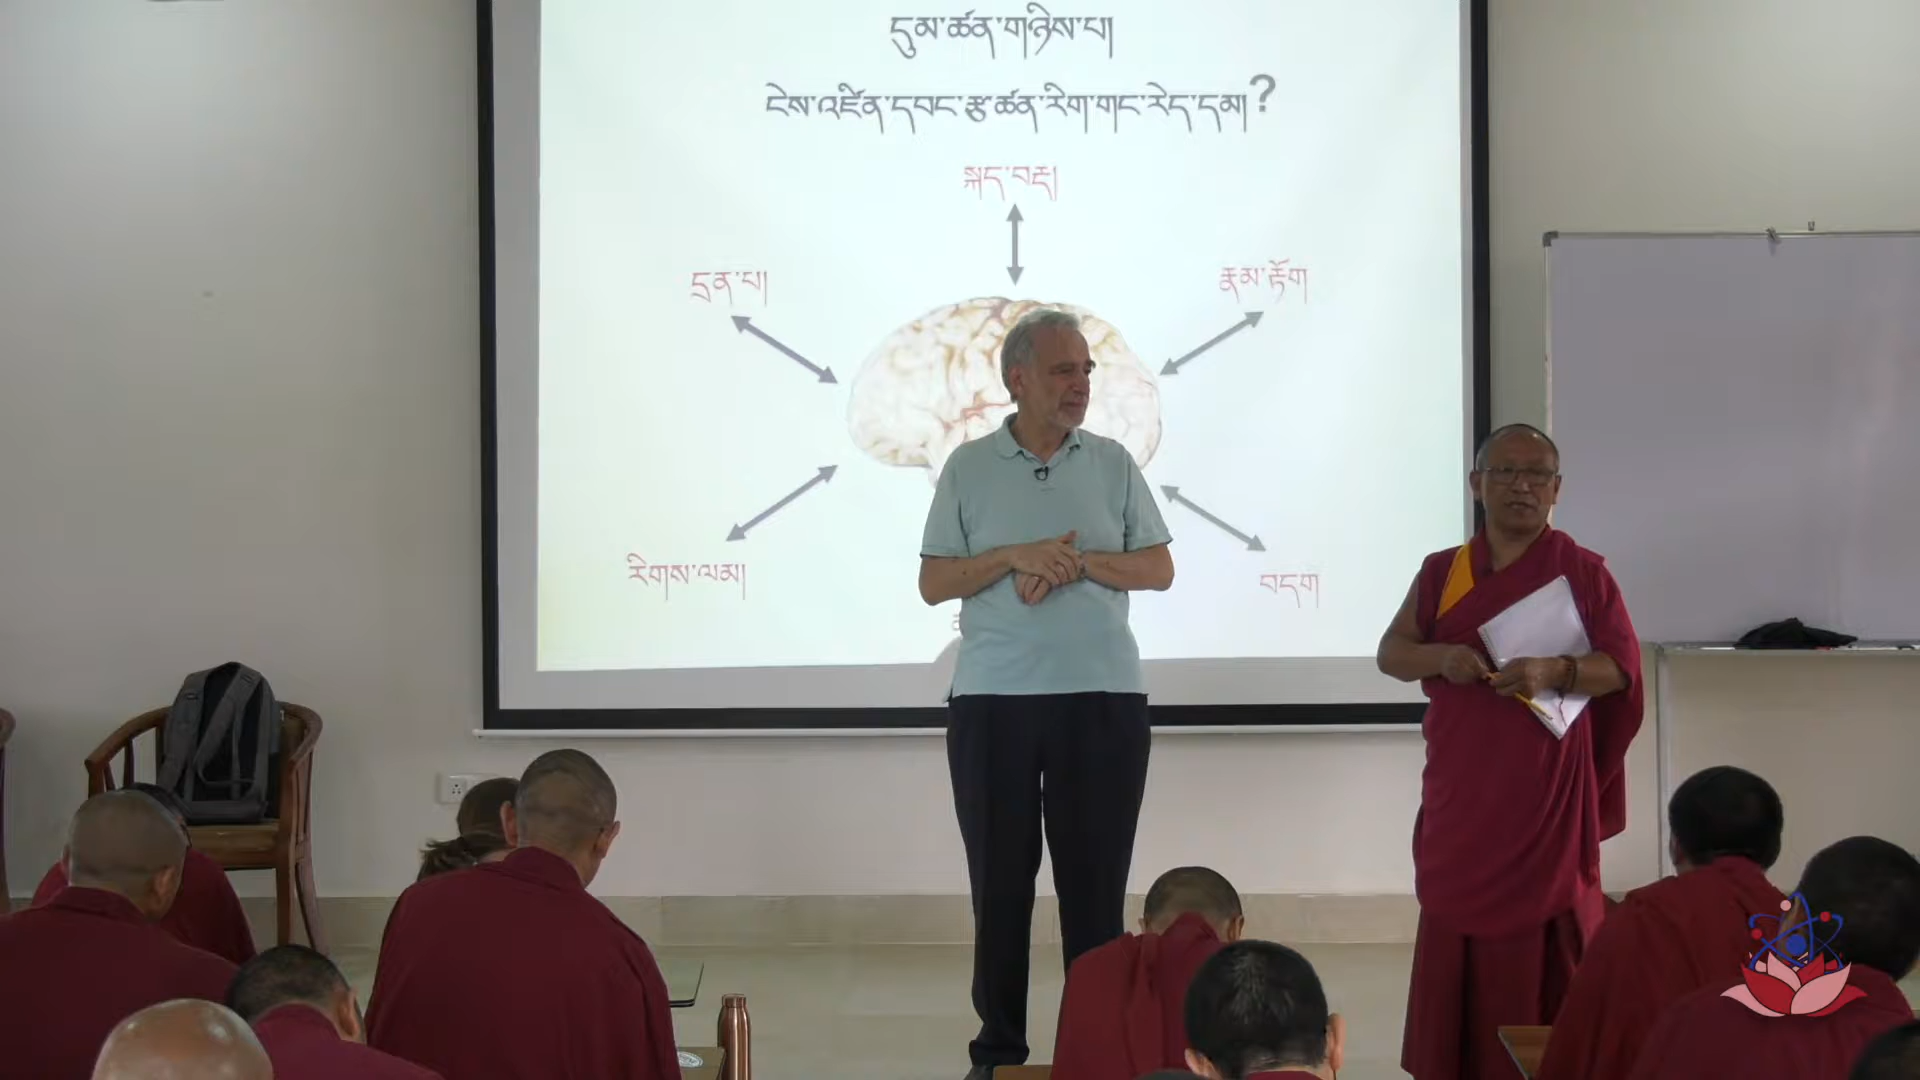 དུམ་ཚན་གཉིས་པ།
ངེས་འཛིན་དབང་རྩ་ཚན་རིག་གང་རེད་དམ།?
སྐད་བརྡ།
དྲན་པ།
རྣམ་རྟོག
རིགས་ལམ།
བདག